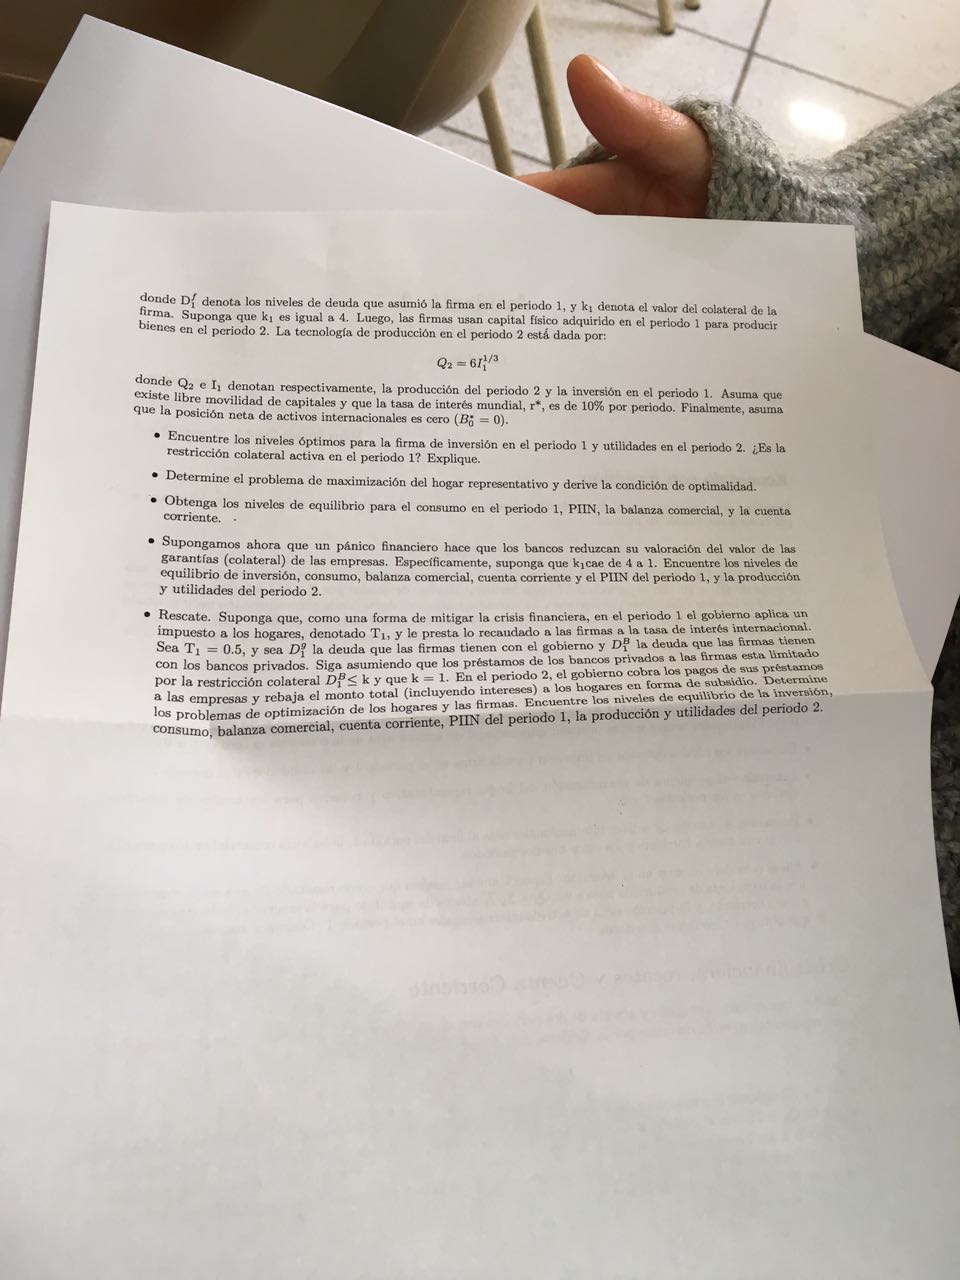 donde D₁ᶠ denota los niveles de deuda que asumió la firma en el periodo 1, y k₁ denota el valor del colateral de la
firma. Suponga que k₁ es igual a 4. Luego, las firmas usan capital físico adquirido en el periodo 1 para producir
bienes en el periodo 2. La tecnología de producción en el periodo 2 está dada por:
Q₂ = 6I₁^{1/3}
donde Q₂ e I₁ denotan respectivamente, la producción del periodo 2 y la inversión en el periodo 1. Asuma que
existe libre movilidad de capitales y que la tasa de interés mundial, r*, es de 10% por periodo. Finalmente, asuma
que la posición neta de activos internacionales es cero (B₀* = 0).
• Encuentre los niveles óptimos para la firma de inversión en el periodo 1 y utilidades en el periodo 2. ¿Es la
restricción colateral activa en el periodo 1? Explique.
• Determine el problema de maximización del hogar representativo y derive la condición de optimalidad.
• Obtenga los niveles de equilibrio para el consumo en el periodo 1, PIIN, la balanza comercial, y la cuenta
corriente.
• Supongamos ahora que un pánico financiero hace que los bancos reduzcan su valoración del valor de las
garantías (colateral) de las empresas. Específicamente, suponga que k₁cae de 4 a 1. Encuentre los niveles de
equilibrio de inversión, consumo, balanza comercial, cuenta corriente y el PIIN del periodo 1, y la producción
y utilidades del periodo 2.
• Rescate. Suponga que, como una forma de mitigar la crisis financiera, en el periodo 1 el gobierno aplica un
impuesto a los hogares, denotado T₁, y le presta lo recaudado a las firmas a la tasa de interés internacional.
Sea T₁ = 0.5, y sea D₁ᵍ la deuda que las firmas tienen con el gobierno y D₁ᴮ la deuda que las firmas tienen
con los bancos privados. Siga asumiendo que los préstamos de los bancos privados a las firmas esta limitado
por la restricción colateral D₁ᴮ≤ k y que k = 1. En el periodo 2, el gobierno cobra los pagos de sus préstamos
a las empresas y rebaja el monto total (incluyendo intereses) a los hogares en forma de subsidio. Determine
los problemas de optimización de los hogares y las firmas. Encuentre los niveles de equilibrio de la inversión,
consumo, balanza comercial, cuenta corriente, PIIN del periodo 1, la producción y utilidades del periodo 2.